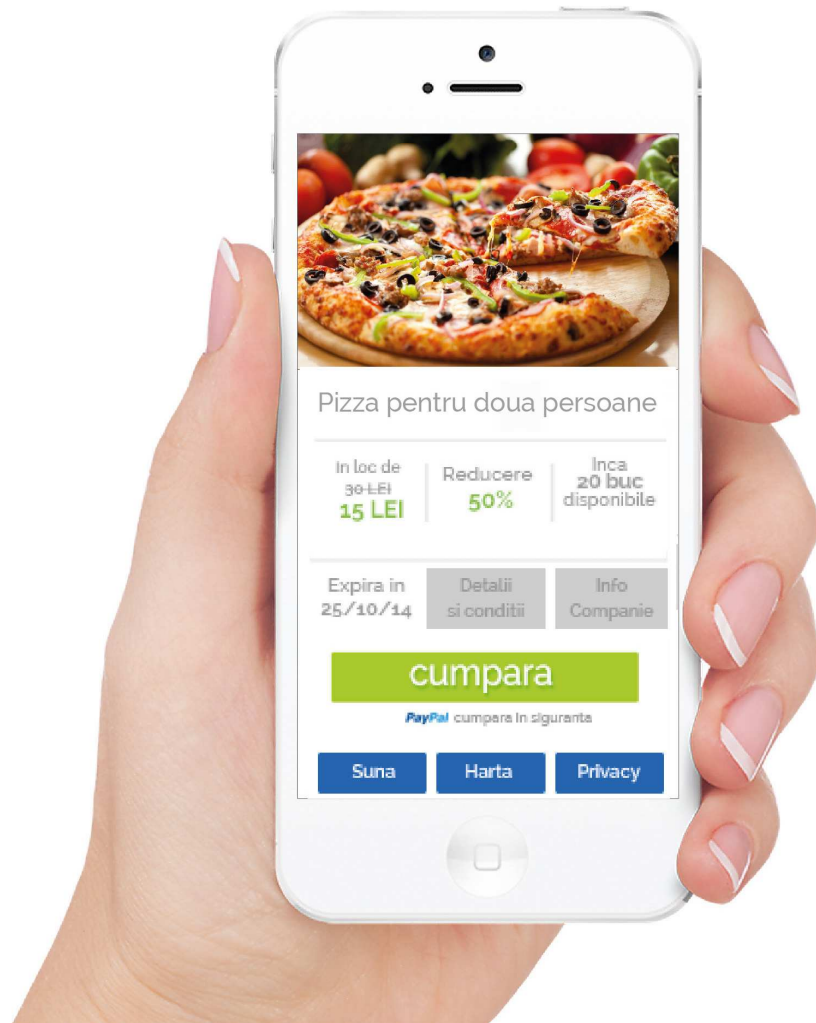 Pizza pentru doua persoane
In loc de
30 LEI
15 LEI
Reducere
50%
Inca
20 buc
disponibile
Expira in
25/10/14
Detalii
si conditii
Info
Companie
cumpara
PayPal cumpara in siguranta
Suna
Harta
Privacy